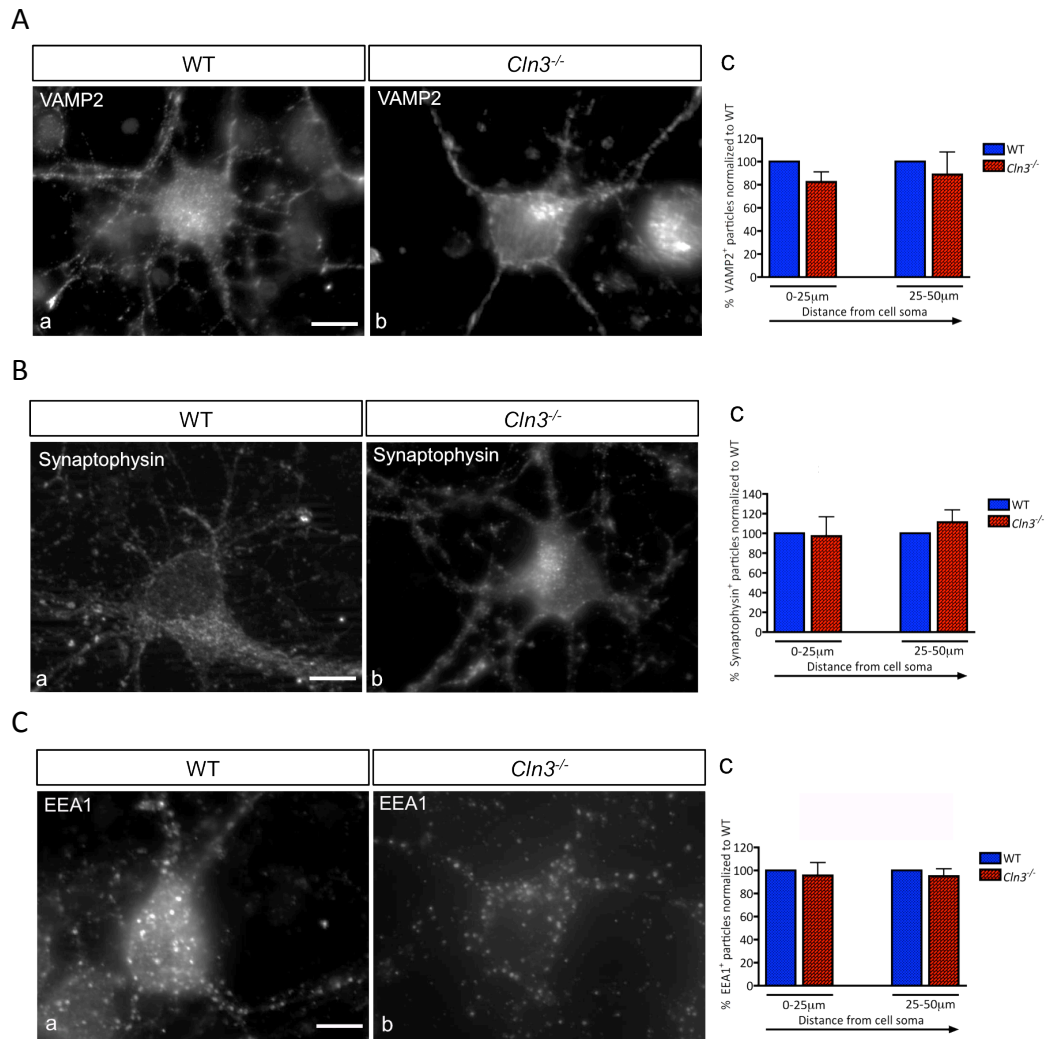 A
WT
Cln3-/-
VAMP2
VAMP2
a
b
C
% VAMP2+ particles normalized to WT
120
100
80
60
40
20
0
0-25μm
25-50μm
Distance from cell soma
WT
Cln3-/-
B
WT
Cln3-/-
Synaptophysin
Synaptophysin
a
b
C
% Synaptophysin+ particles normalized to WT
140
120
100
80
60
40
20
0
0-25μm
25-50μm
Distance from cell soma
WT
Cln3-/-
C
WT
Cln3-/-
EEA1
EEA1
a
b
C
% EEA1+ particles normalized to WT
120
100
80
60
40
20
0
0-25μm
25-50μm
Distance from cell soma
WT
Cln3-/-